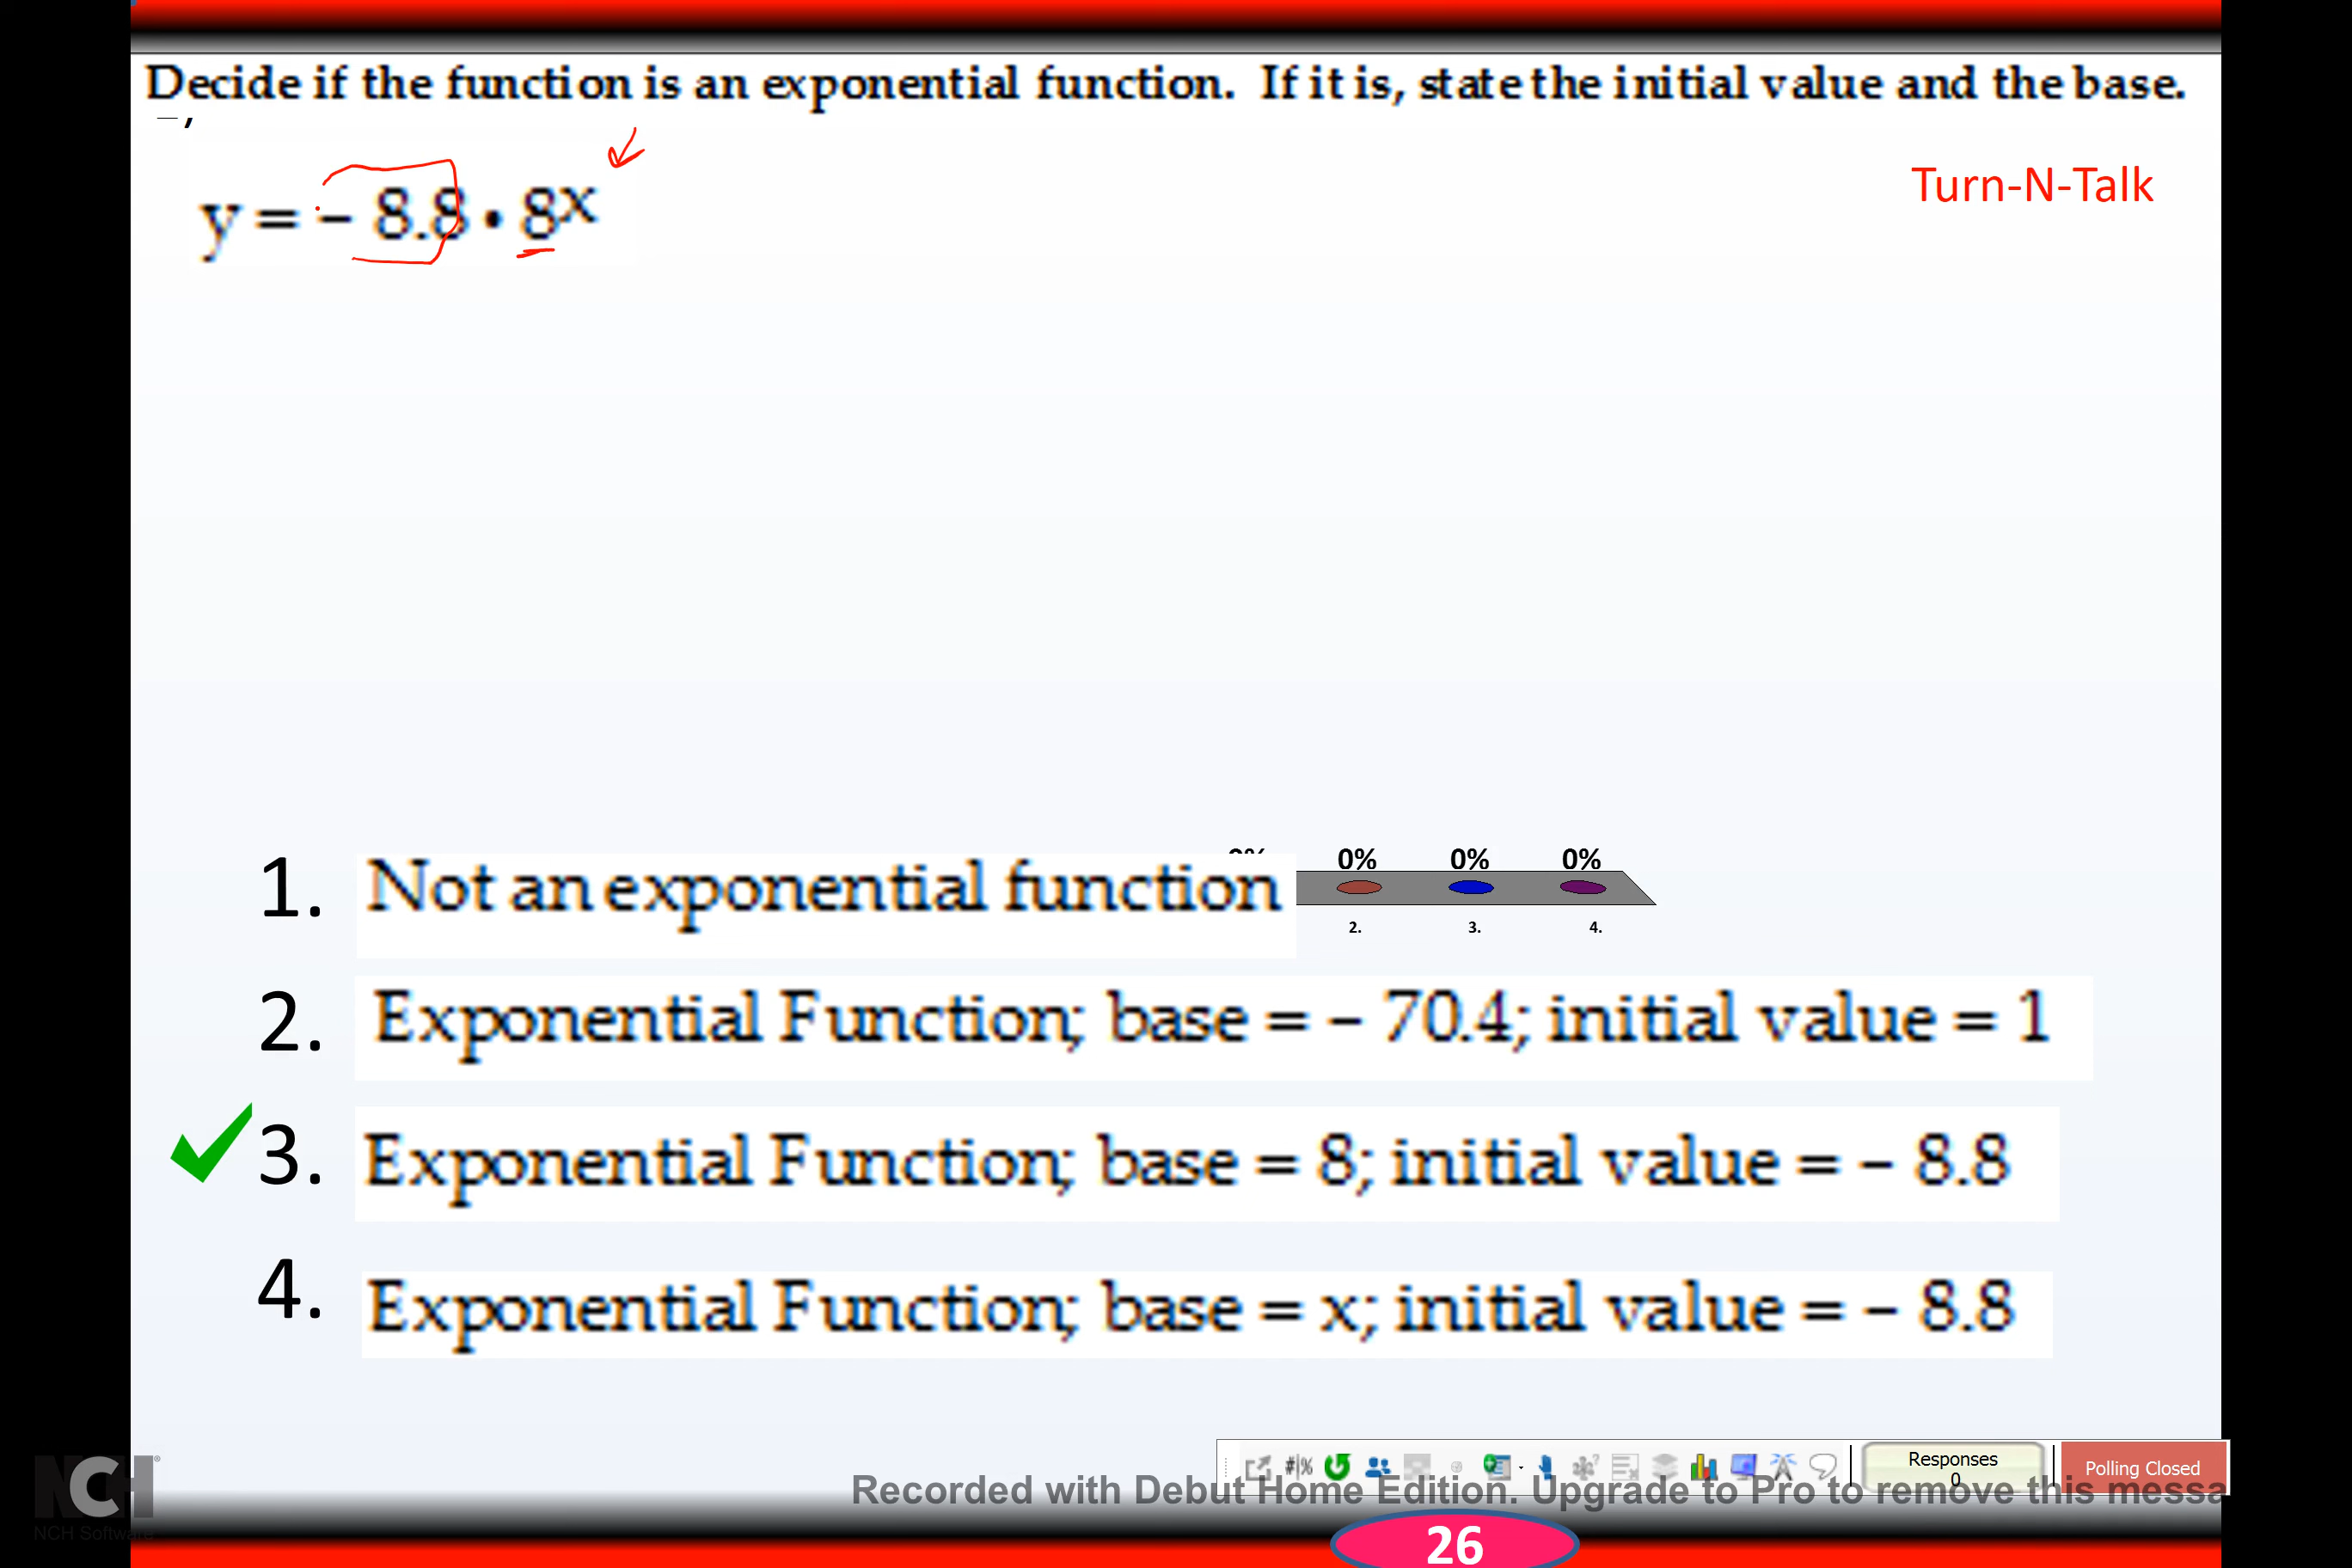 Decide if the function is an exponential function. If it is, state the initial value and the base.
y = – 8.8 • 8ˣ
Turn-N-Talk
0% 0% 0%
1. Not an exponential function
2. 3. 4.
2. Exponential Function; base = – 70.4; initial value = 1
3. Exponential Function; base = 8; initial value = – 8.8
4. Exponential Function; base = x; initial value = – 8.8
Responses
0
Polling Closed
Recorded with Debut Home Edition. Upgrade to Pro to remove this messa
NCH
NCH Software
26